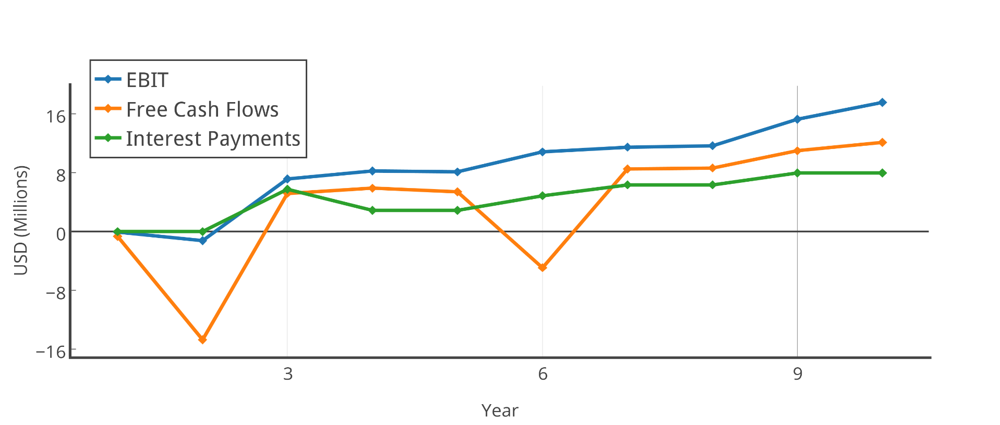 EBIT
Free Cash Flows
Interest Payments
USD (Millions)
16
8
0
−8
−16
3
6
9
Year